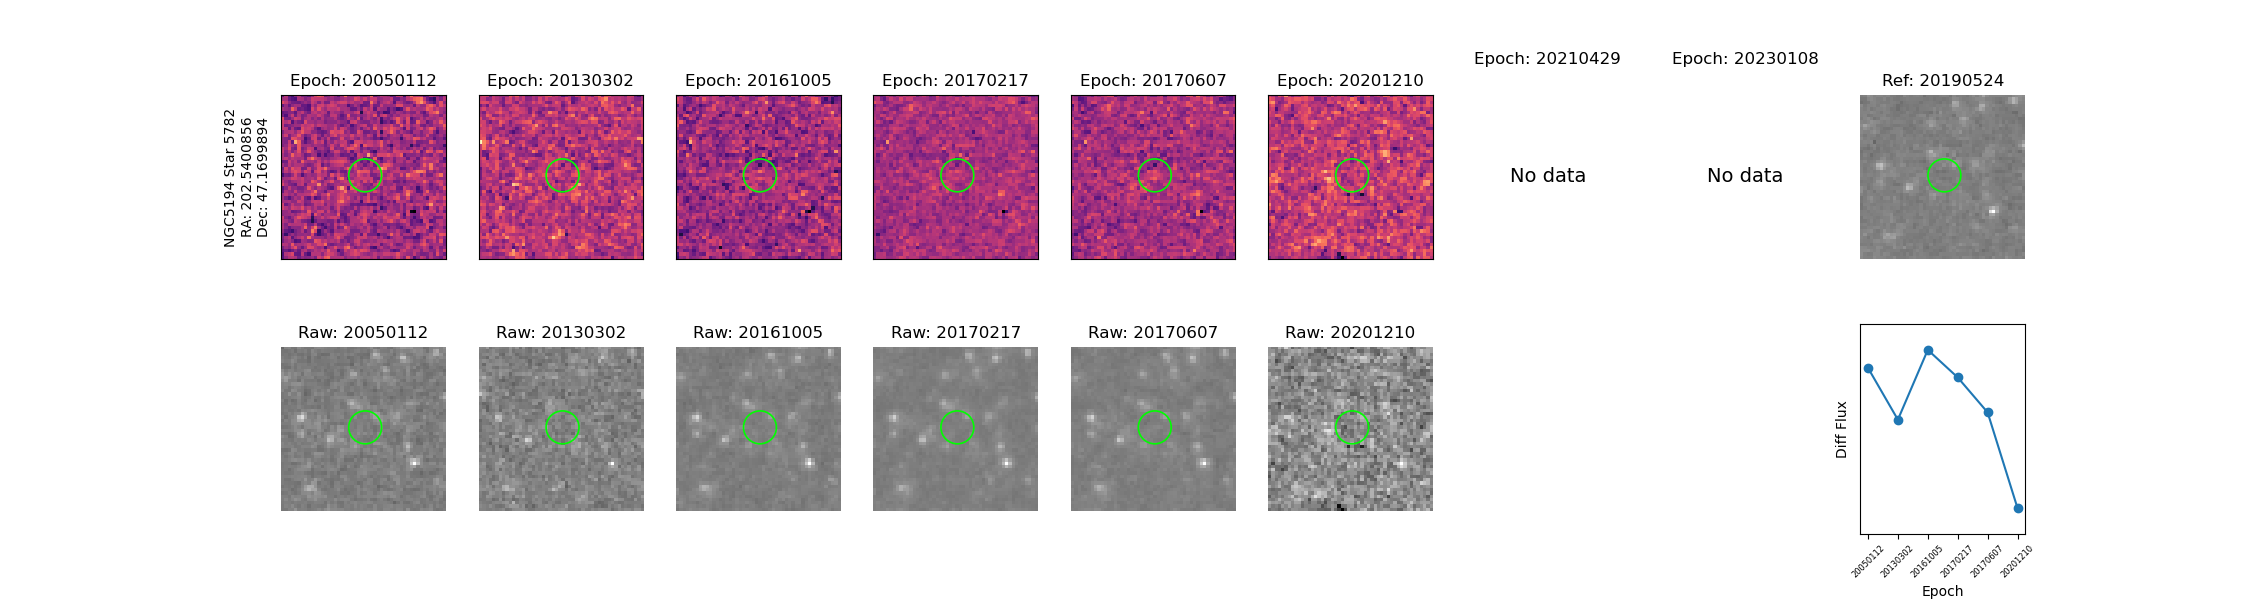 Epoch: 20050112
Epoch: 20130302
Epoch: 20161005
Epoch: 20170217
Epoch: 20170607
Epoch: 20201210
Epoch: 20210429
Epoch: 20230108
Ref: 20190524
NGC5194 Star 5782
RA: 202.5400856
Dec: 47.1699894
No data
No data
Raw: 20050112
Raw: 20130302
Raw: 20161005
Raw: 20170217
Raw: 20170607
Raw: 20201210
Diff Flux
20050112
20130302
20161005
20170217
20170607
20201210
Epoch